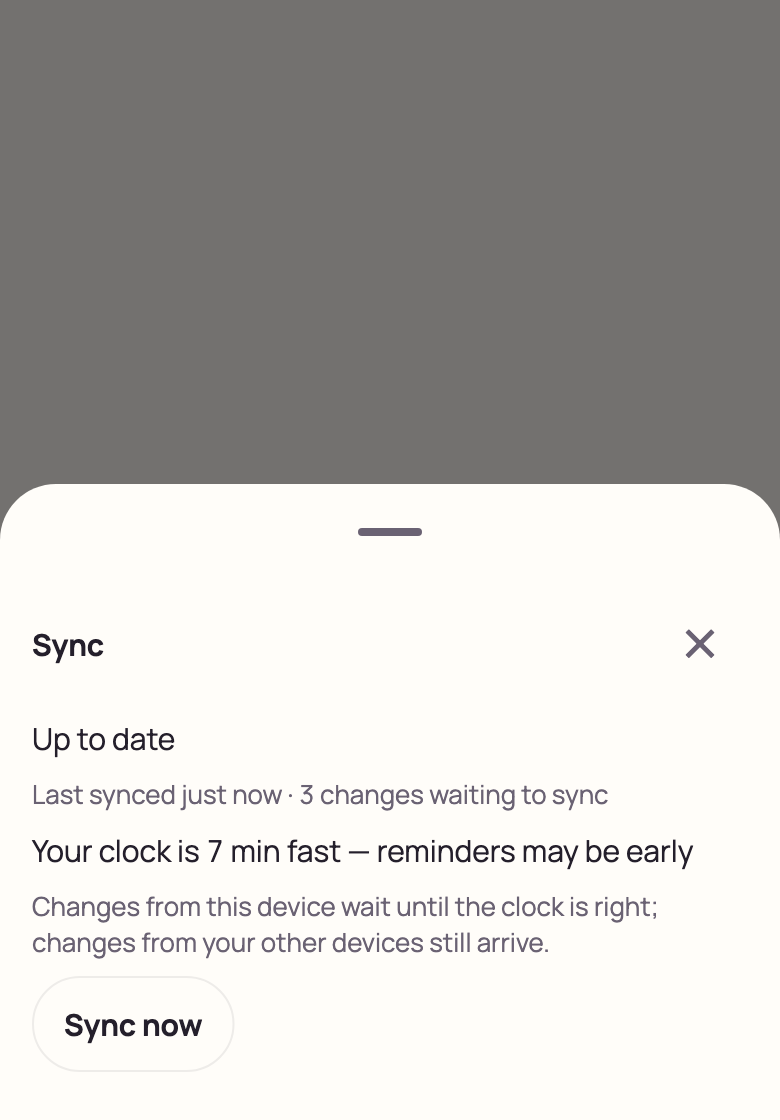 Sync
Up to date
Last synced just now · 3 changes waiting to sync
Your clock is 7 min fast — reminders may be early
Changes from this device wait until the clock is right;
changes from your other devices still arrive.
Sync now